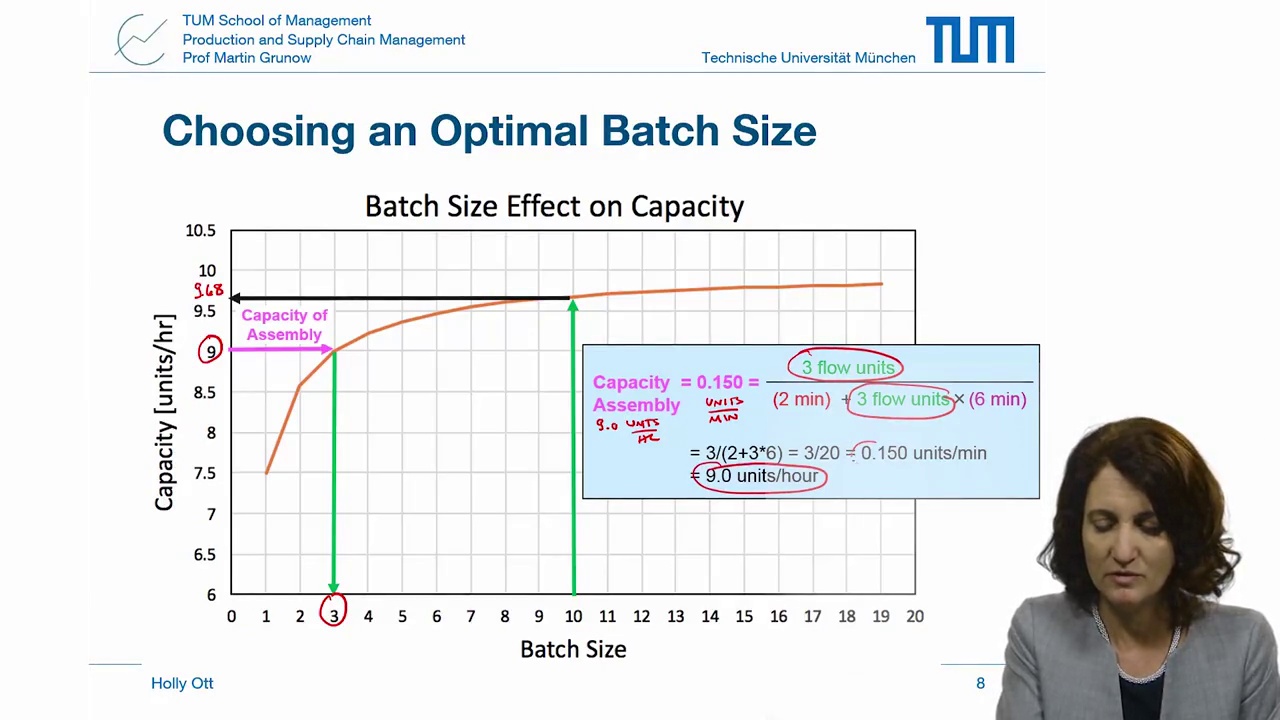 TUM School of Management
Production and Supply Chain Management
Prof Martin Grunow
Technische Universität München
TUM
Choosing an Optimal Batch Size
Batch Size Effect on Capacity
Capacity [units/hr]
10.5
10
9.68
9.5
9
8.5
8
7.5
7
6.5
6
Capacity of
Assembly
Capacity = 0.150 =
Assembly
UNITS
MIN
9.0 UNITS
HR
3 flow units
(2 min) + 3 flow units × (6 min)
= 3/(2+3*6) = 3/20 = 0.150 units/min
= 9.0 units/hour
0 1 2 3 4 5 6 7 8 9 10 11 12 13 14 15 16 17 18 19 20
Batch Size
Holly Ott
8